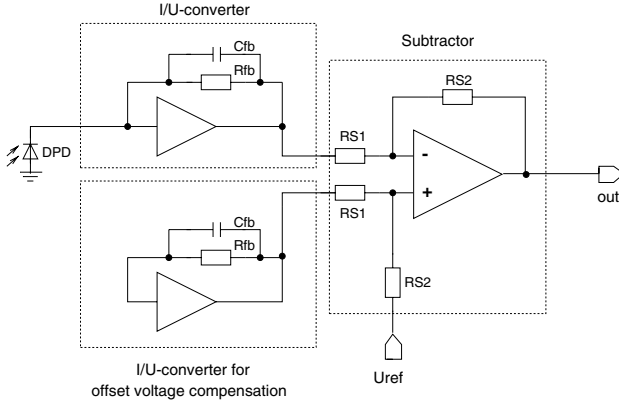 I/U-converter
Cfb
Rfb
Subtractor
RS2
RS1
DPD
-
+
RS1
out
Cfb
Rfb
RS2
Uref
I/U-converter for
offset voltage compensation